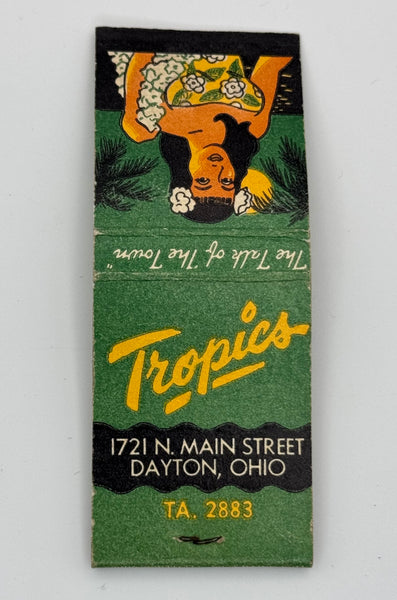 "The Talk of The Town"
Tropics
1721 N. MAIN STREET
DAYTON, OHIO
TA. 2883